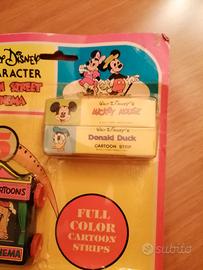 Walt Disney
CHARACTER
STREET
CINEMA
Walt Disney's
MICKEY MOUSE
Walt Disney's
Donald Duck
CARTOON STRIP
CARTOONS
CINEMA
FULL
COLOR
CARTOON
STRIPS
subito